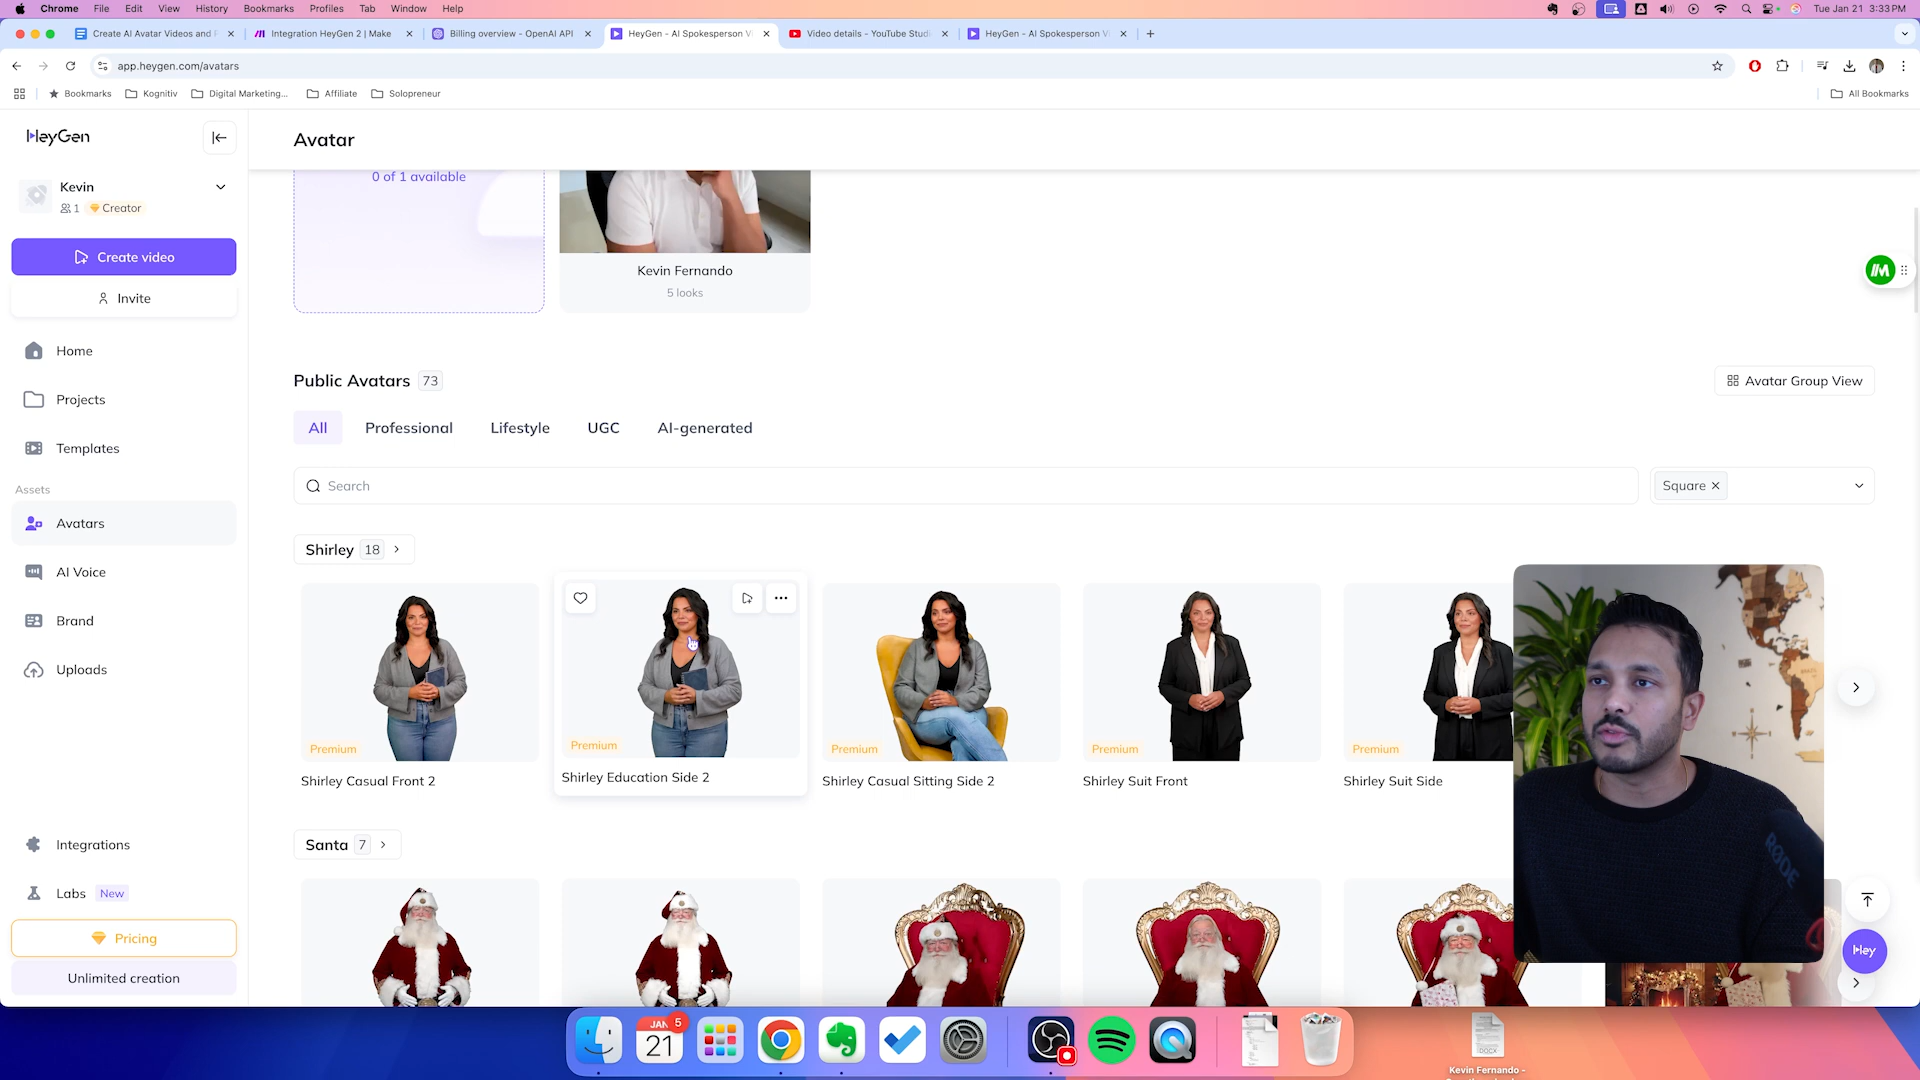 Chrome File Edit View History Bookmarks Profiles Tab Window Help
Tue Jan 21 3:33 PM
Create AI Avatar Videos and
Integration HeyGen 2 | Make
Billing overview - OpenAI API
HeyGen - AI Spokesperson V
Video details - YouTube Studi
HeyGen - AI Spokesperson V
app.heygen.com/avatars
Bookmarks
Kognitiv
Digital Marketing...
Affiliate
Solopreneur
All Bookmarks
HeyGen
Avatar
0 of 1 available
Kevin
1
Creator
Create video
Invite
Kevin Fernando
5 looks
Home
Projects
Templates
Assets
Avatars
AI Voice
Brand
Uploads
Integrations
Labs New
Pricing
Unlimited creation
Public Avatars 73
Avatar Group View
All
Professional
Lifestyle
UGC
AI-generated
Search
Square
Shirley 18
Premium
Premium
Premium
Premium
Premium
Shirley Casual Front 2
Shirley Education Side 2
Shirley Casual Sitting Side 2
Shirley Suit Front
Shirley Suit Side
Santa 7
RØDE
Hey
JAN
21
5
DOCX
Kevin Fernando -